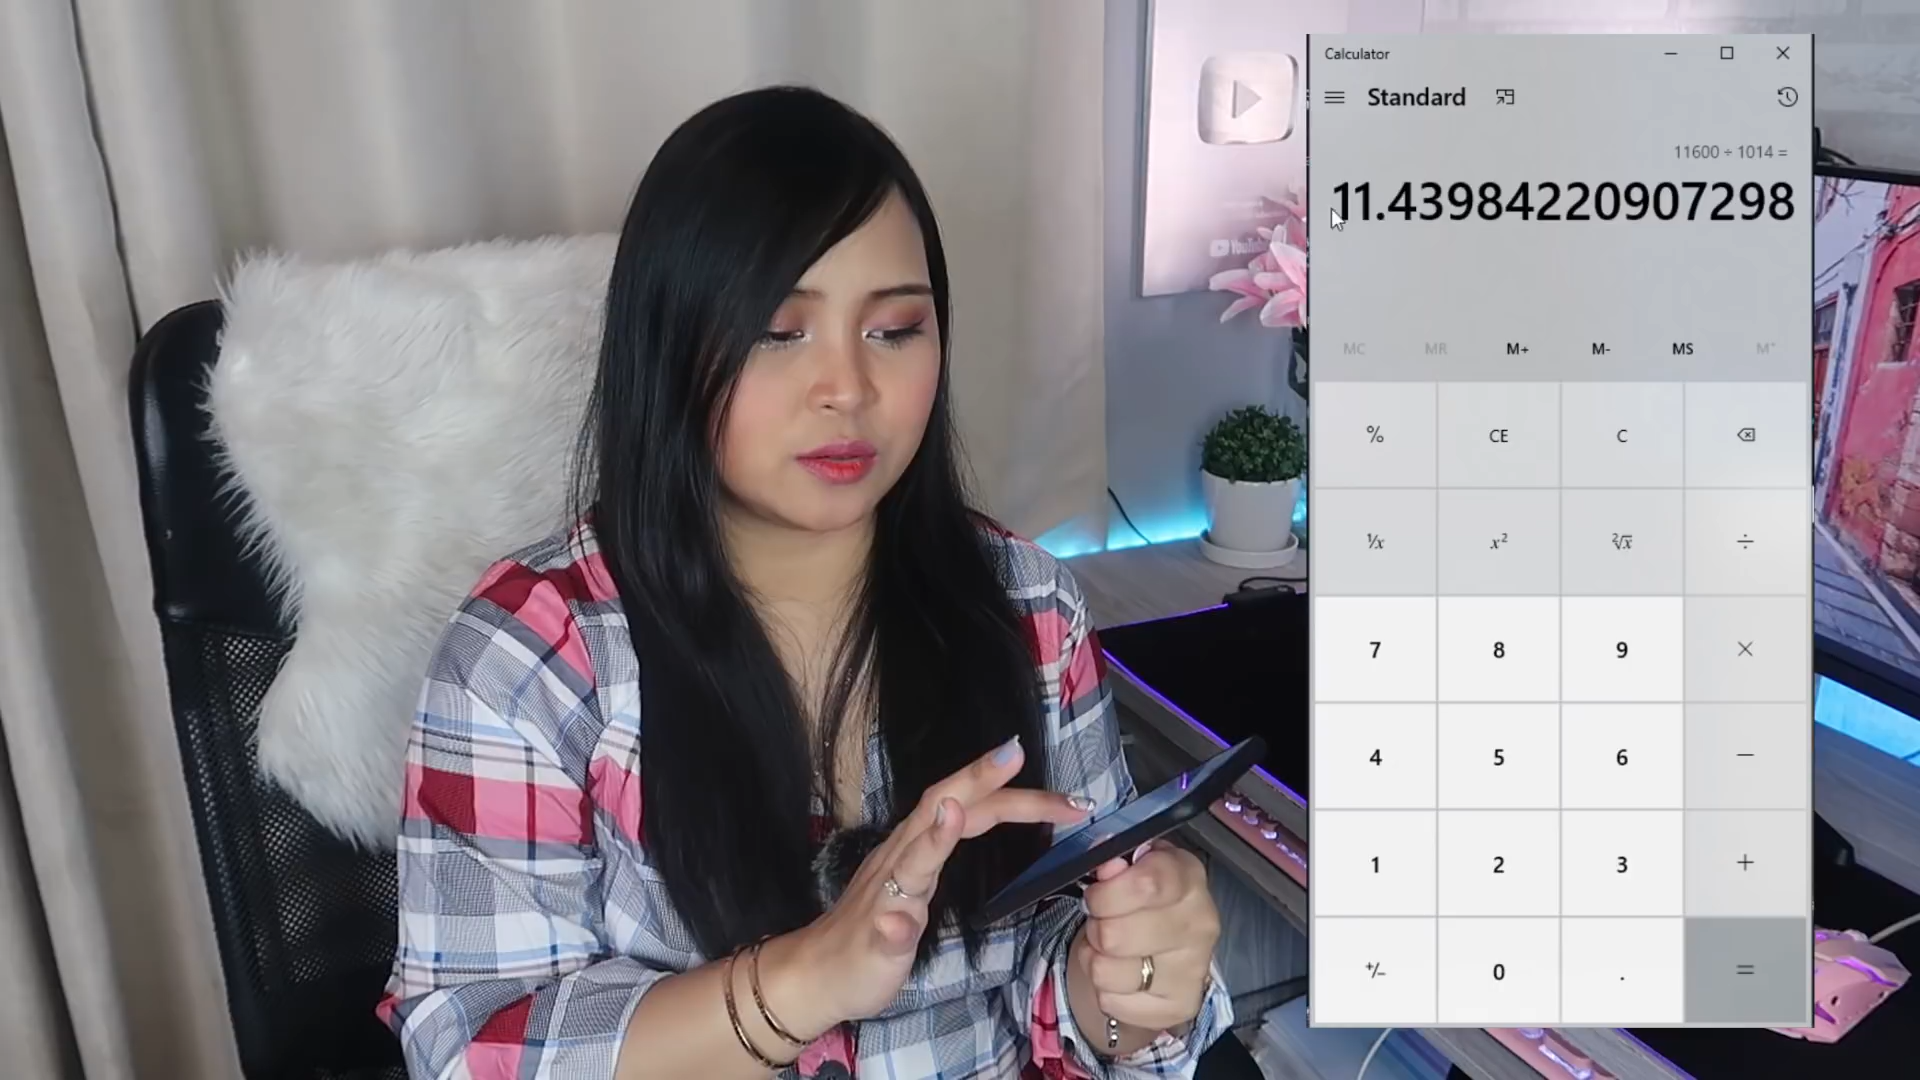 Calculator
Standard
11600 ÷ 1014 =
11.43984220907298
MC MR M+ M- MS M˅
% CE C
⅟x x² ²√x ÷
7 8 9 ×
4 5 6 −
1 2 3 +
+/− 0 . =
YouTube